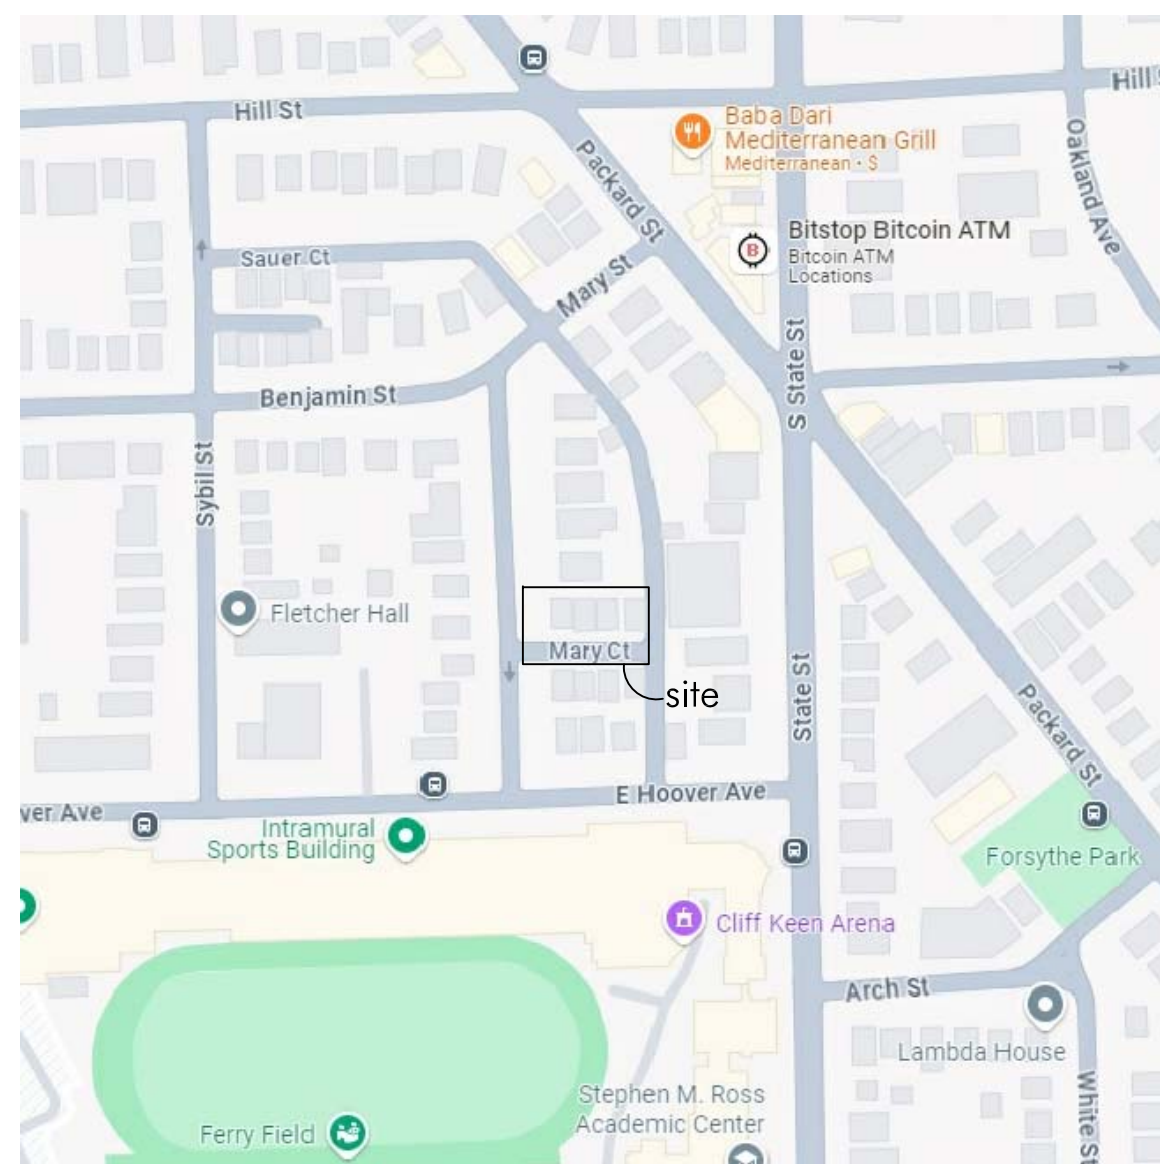 Hill St
Hill S
Baba Dari
Mediterranean Grill
Mediterranean · $
Packard St
Oakland Ave
Bitstop Bitcoin ATM
Bitcoin ATM
Locations
Sauer Ct
Mary St
S State St
Benjamin St
Sybil St
Fletcher Hall
Mary Ct
site
State St
Packard St
E Hoover Ave
ver Ave
Intramural
Sports Building
Forsythe Park
Cliff Keen Arena
Arch St
Lambda House
Stephen M. Ross
Academic Center
Ferry Field
White St